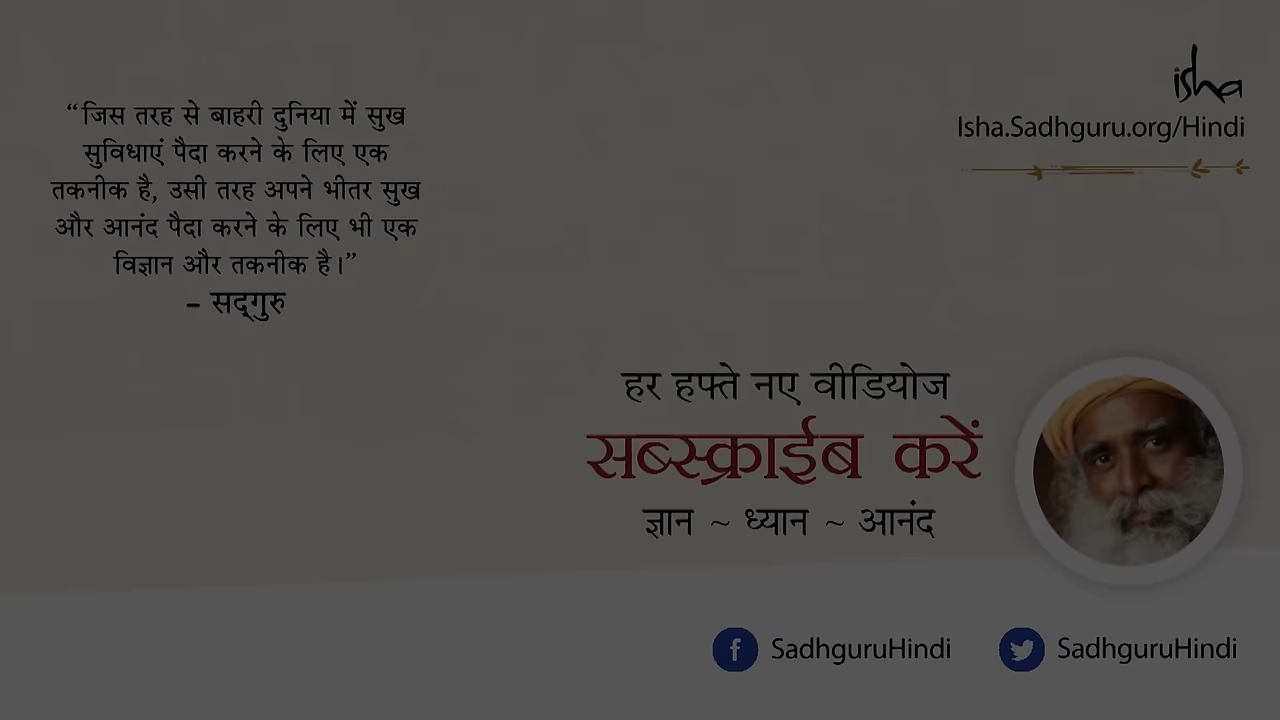 “जिस तरह से बाहरी दुनिया में सुख
सुविधाएं पैदा करने के लिए एक
तकनीक है, उसी तरह अपने भीतर सुख
और आनंद पैदा करने के लिए भी एक
विज्ञान और तकनीक है।”
– सद्‌गुरु
isha
Isha.Sadhguru.org/Hindi
हर हफ्ते नए वीडियोज
सब्स्क्राईब करें
ज्ञान ~ ध्यान ~ आनंद
f SadhguruHindi SadhguruHindi